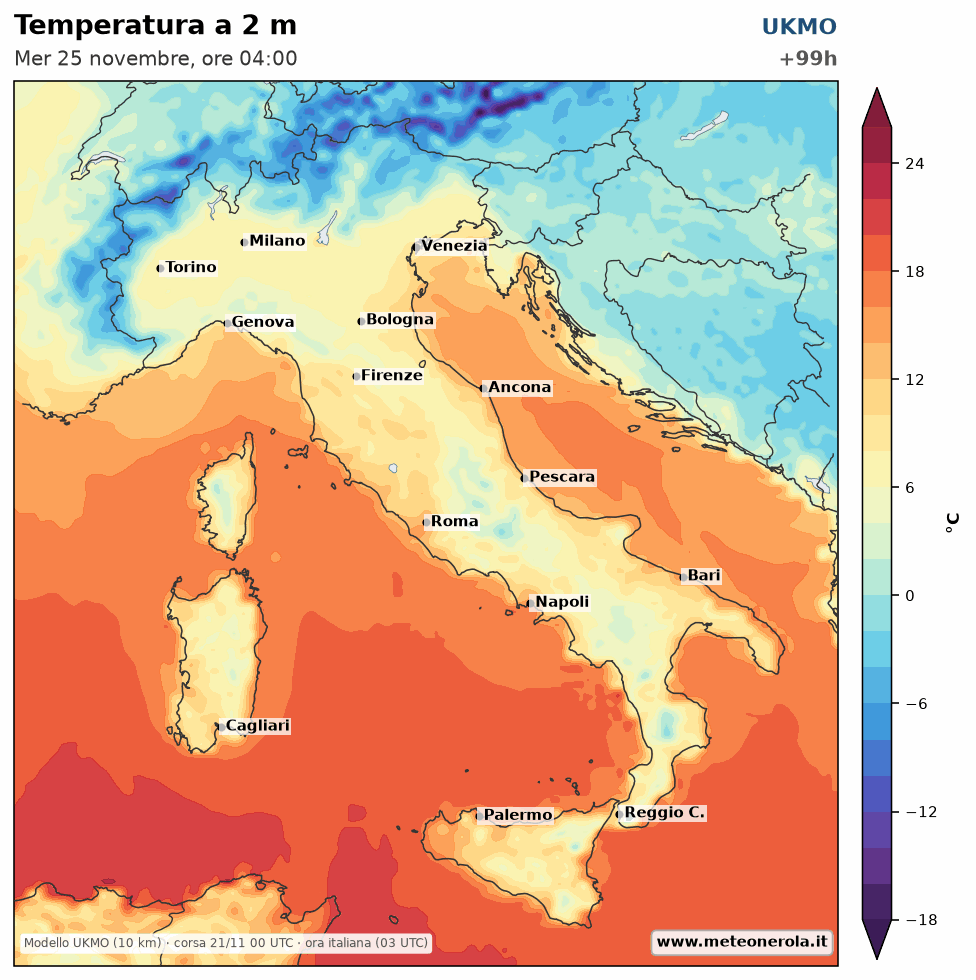 Temperatura a 2 m
UKMO
Mer 25 novembre, ore 04:00
+99h
Milano
Venezia
Torino
Genova
Bologna
Firenze
Ancona
Pescara
Roma
Bari
Napoli
Cagliari
Palermo
Reggio C.
24
18
12
6
0
−6
−12
−18
°C
Modello UKMO (10 km) · corsa 21/11 00 UTC · ora italiana (03 UTC)
www.meteonerola.it